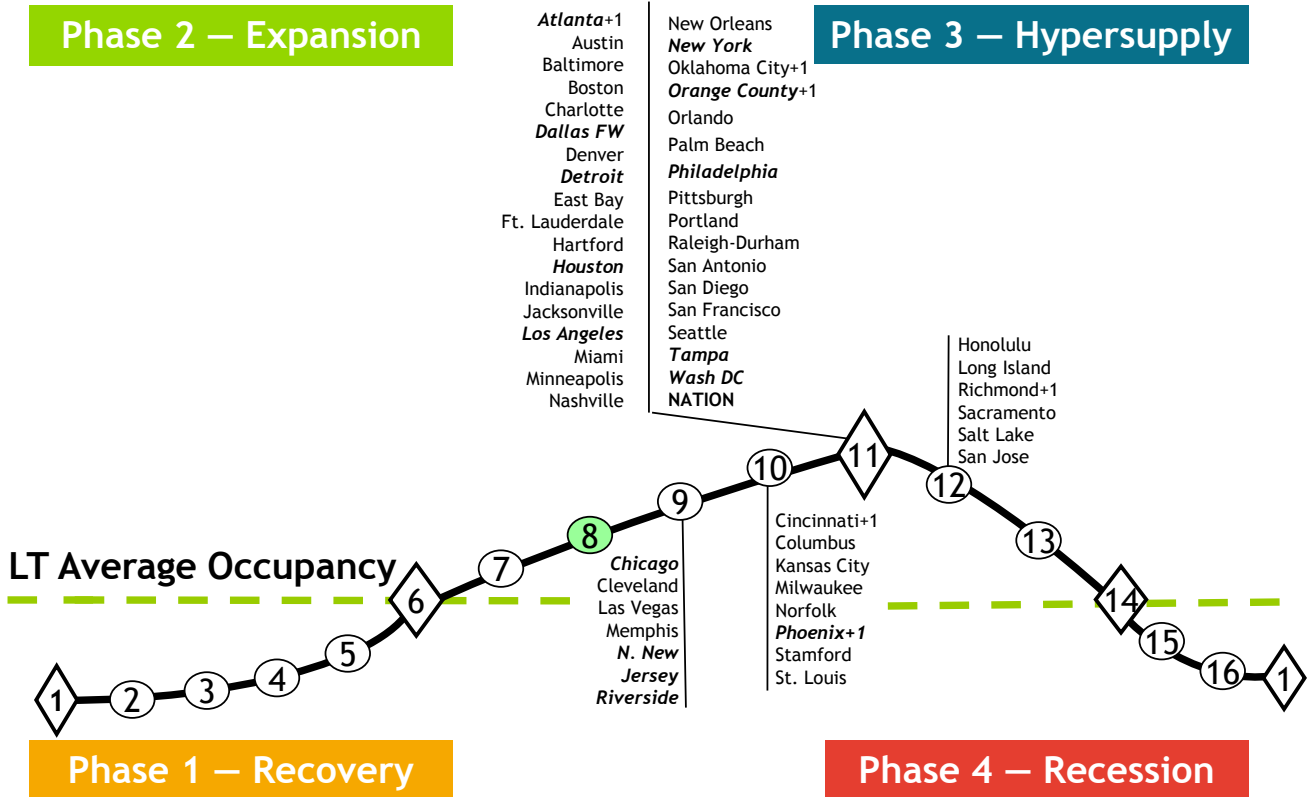 Phase 2 — Expansion
Phase 3 — Hypersupply
Atlanta+1
Austin
Baltimore
Boston
Charlotte
Dallas FW
Denver
Detroit
East Bay
Ft. Lauderdale
Hartford
Houston
Indianapolis
Jacksonville
Los Angeles
Miami
Minneapolis
Nashville
New Orleans
New York
Oklahoma City+1
Orange County+1
Orlando
Palm Beach
Philadelphia
Pittsburgh
Portland
Raleigh-Durham
San Antonio
San Diego
San Francisco
Seattle
Tampa
Wash DC
NATION
Honolulu
Long Island
Richmond+1
Sacramento
Salt Lake
San Jose
LT Average Occupancy
1
2
3
4
5
6
7
8
9
10
11
12
13
14
15
16
1
Chicago
Cleveland
Las Vegas
Memphis
N. New
Jersey
Riverside
Cincinnati+1
Columbus
Kansas City
Milwaukee
Norfolk
Phoenix+1
Stamford
St. Louis
Phase 1 — Recovery
Phase 4 — Recession